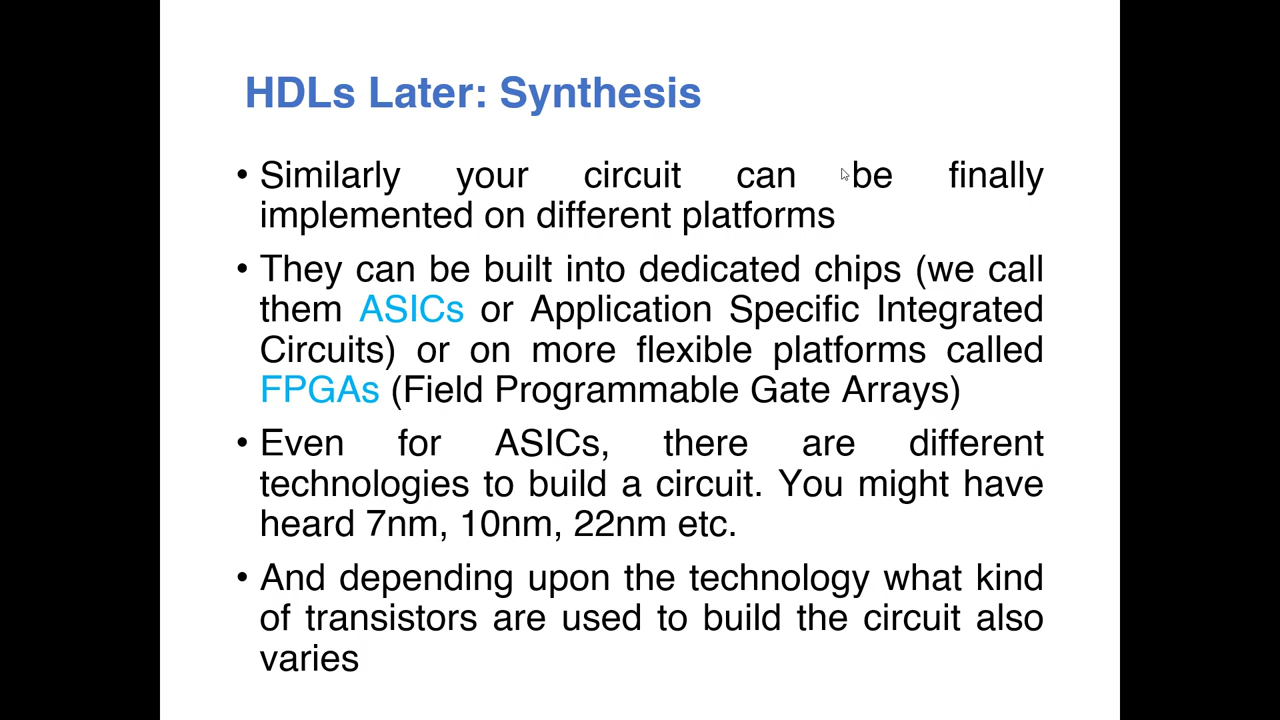 HDLs Later: Synthesis
• Similarly your circuit can be finally
implemented on different platforms
• They can be built into dedicated chips (we call
them ASICs or Application Specific Integrated
Circuits) or on more flexible platforms called
FPGAs (Field Programmable Gate Arrays)
• Even for ASICs, there are different
technologies to build a circuit. You might have
heard 7nm, 10nm, 22nm etc.
• And depending upon the technology what kind
of transistors are used to build the circuit also
varies